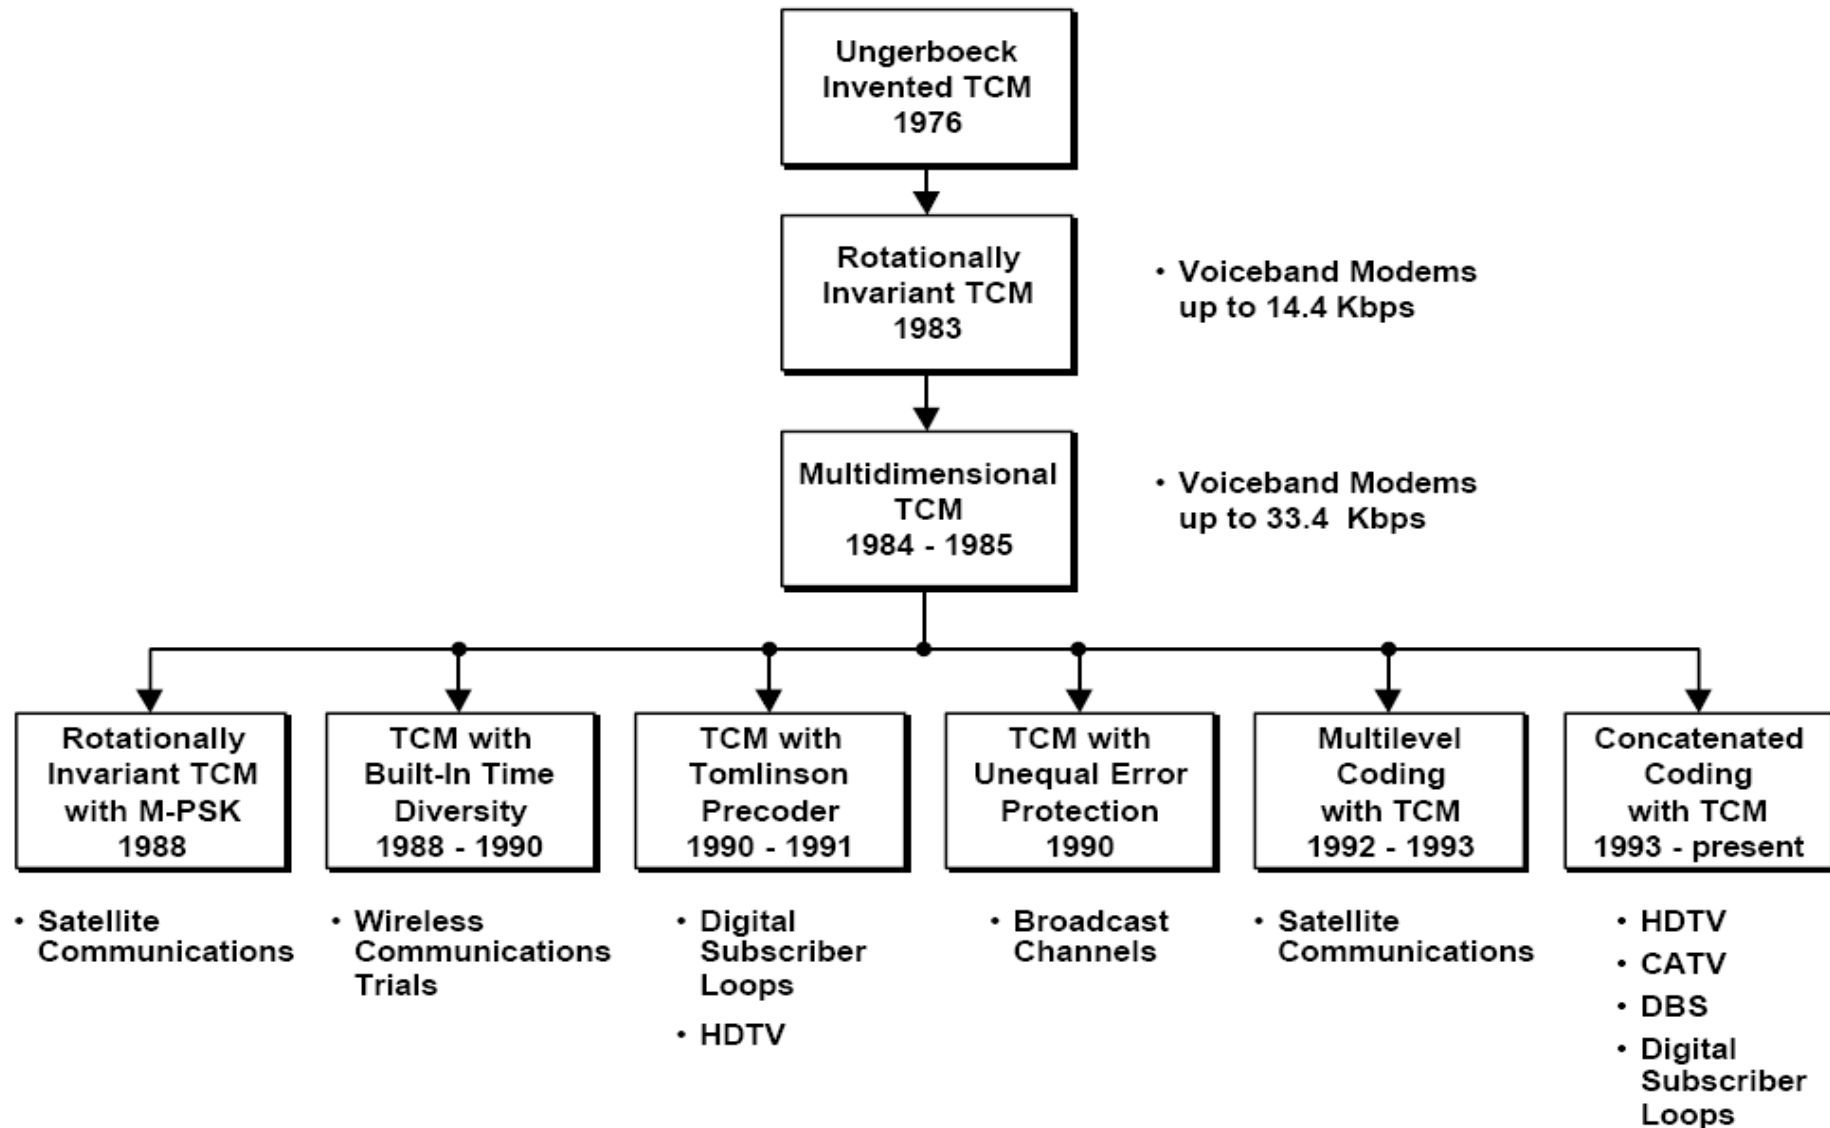 Ungerboeck
Invented TCM
1976
Rotationally
Invariant TCM
1983
• Voiceband Modems
up to 14.4 Kbps
Multidimensional
TCM
1984 - 1985
• Voiceband Modems
up to 33.4 Kbps
Rotationally
Invariant TCM
with M-PSK
1988
• Satellite
Communications
TCM with
Built-In Time
Diversity
1988 - 1990
• Wireless
Communications
Trials
TCM with
Tomlinson
Precoder
1990 - 1991
• Digital
Subscriber
Loops
• HDTV
TCM with
Unequal Error
Protection
1990
• Broadcast
Channels
Multilevel
Coding
with TCM
1992 - 1993
• Satellite
Communications
Concatenated
Coding
with TCM
1993 - present
• HDTV
• CATV
• DBS
• Digital
Subscriber
Loops